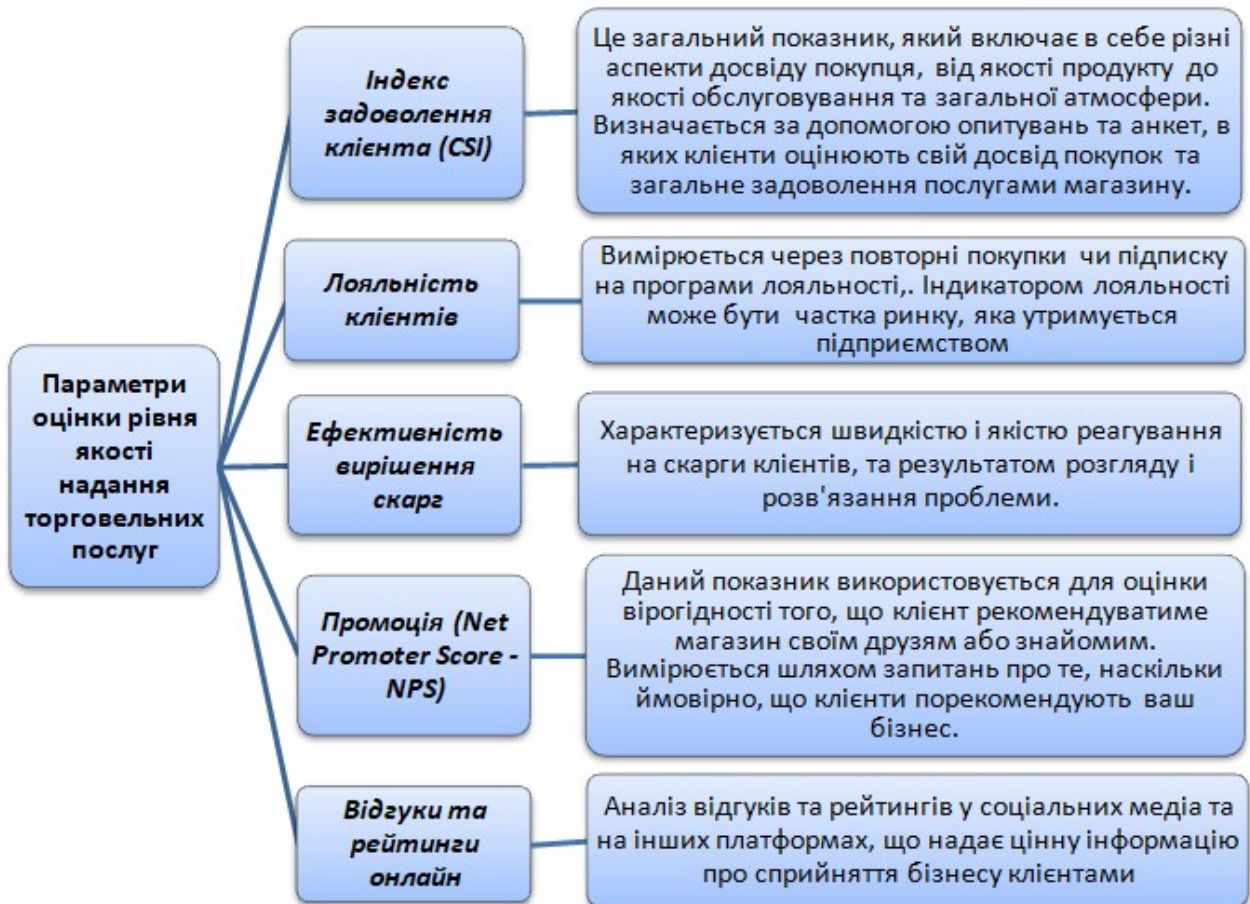 Параметри
оцінки рівня
якості
надання
торговельних
послуг
Індекс
задоволення
клієнта (CSI)
Це загальний показник, який включає в себе різні
аспекти досвіду покупця, від якості продукту до
якості обслуговування та загальної атмосфери.
Визначається за допомогою опитувань та анкет, в
яких клієнти оцінюють свій досвід покупок та
загальне задоволення послугами магазину.
Лояльність
клієнтів
Вимірюється через повторні покупки чи підписку
на програми лояльності,. Індикатором лояльності
може бути частка ринку, яка утримується
підприємством
Ефективність
вирішення
скарг
Характеризується швидкістю і якістю реагування
на скарги клієнтів, та результатом розгляду і
розв'язання проблеми.
Промоція (Net
Promoter Score -
NPS)
Даний показник використовується для оцінки
вірогідності того, що клієнт рекомендуватиме
магазин своїм друзям або знайомим.
Вимірюється шляхом запитань про те, наскільки
ймовірно, що клієнти порекомендують ваш
бізнес.
Відгуки та
рейтинги
онлайн
Аналіз відгуків та рейтингів у соціальних медіа та
на інших платформах, що надає цінну інформацію
про сприйняття бізнесу клієнтами